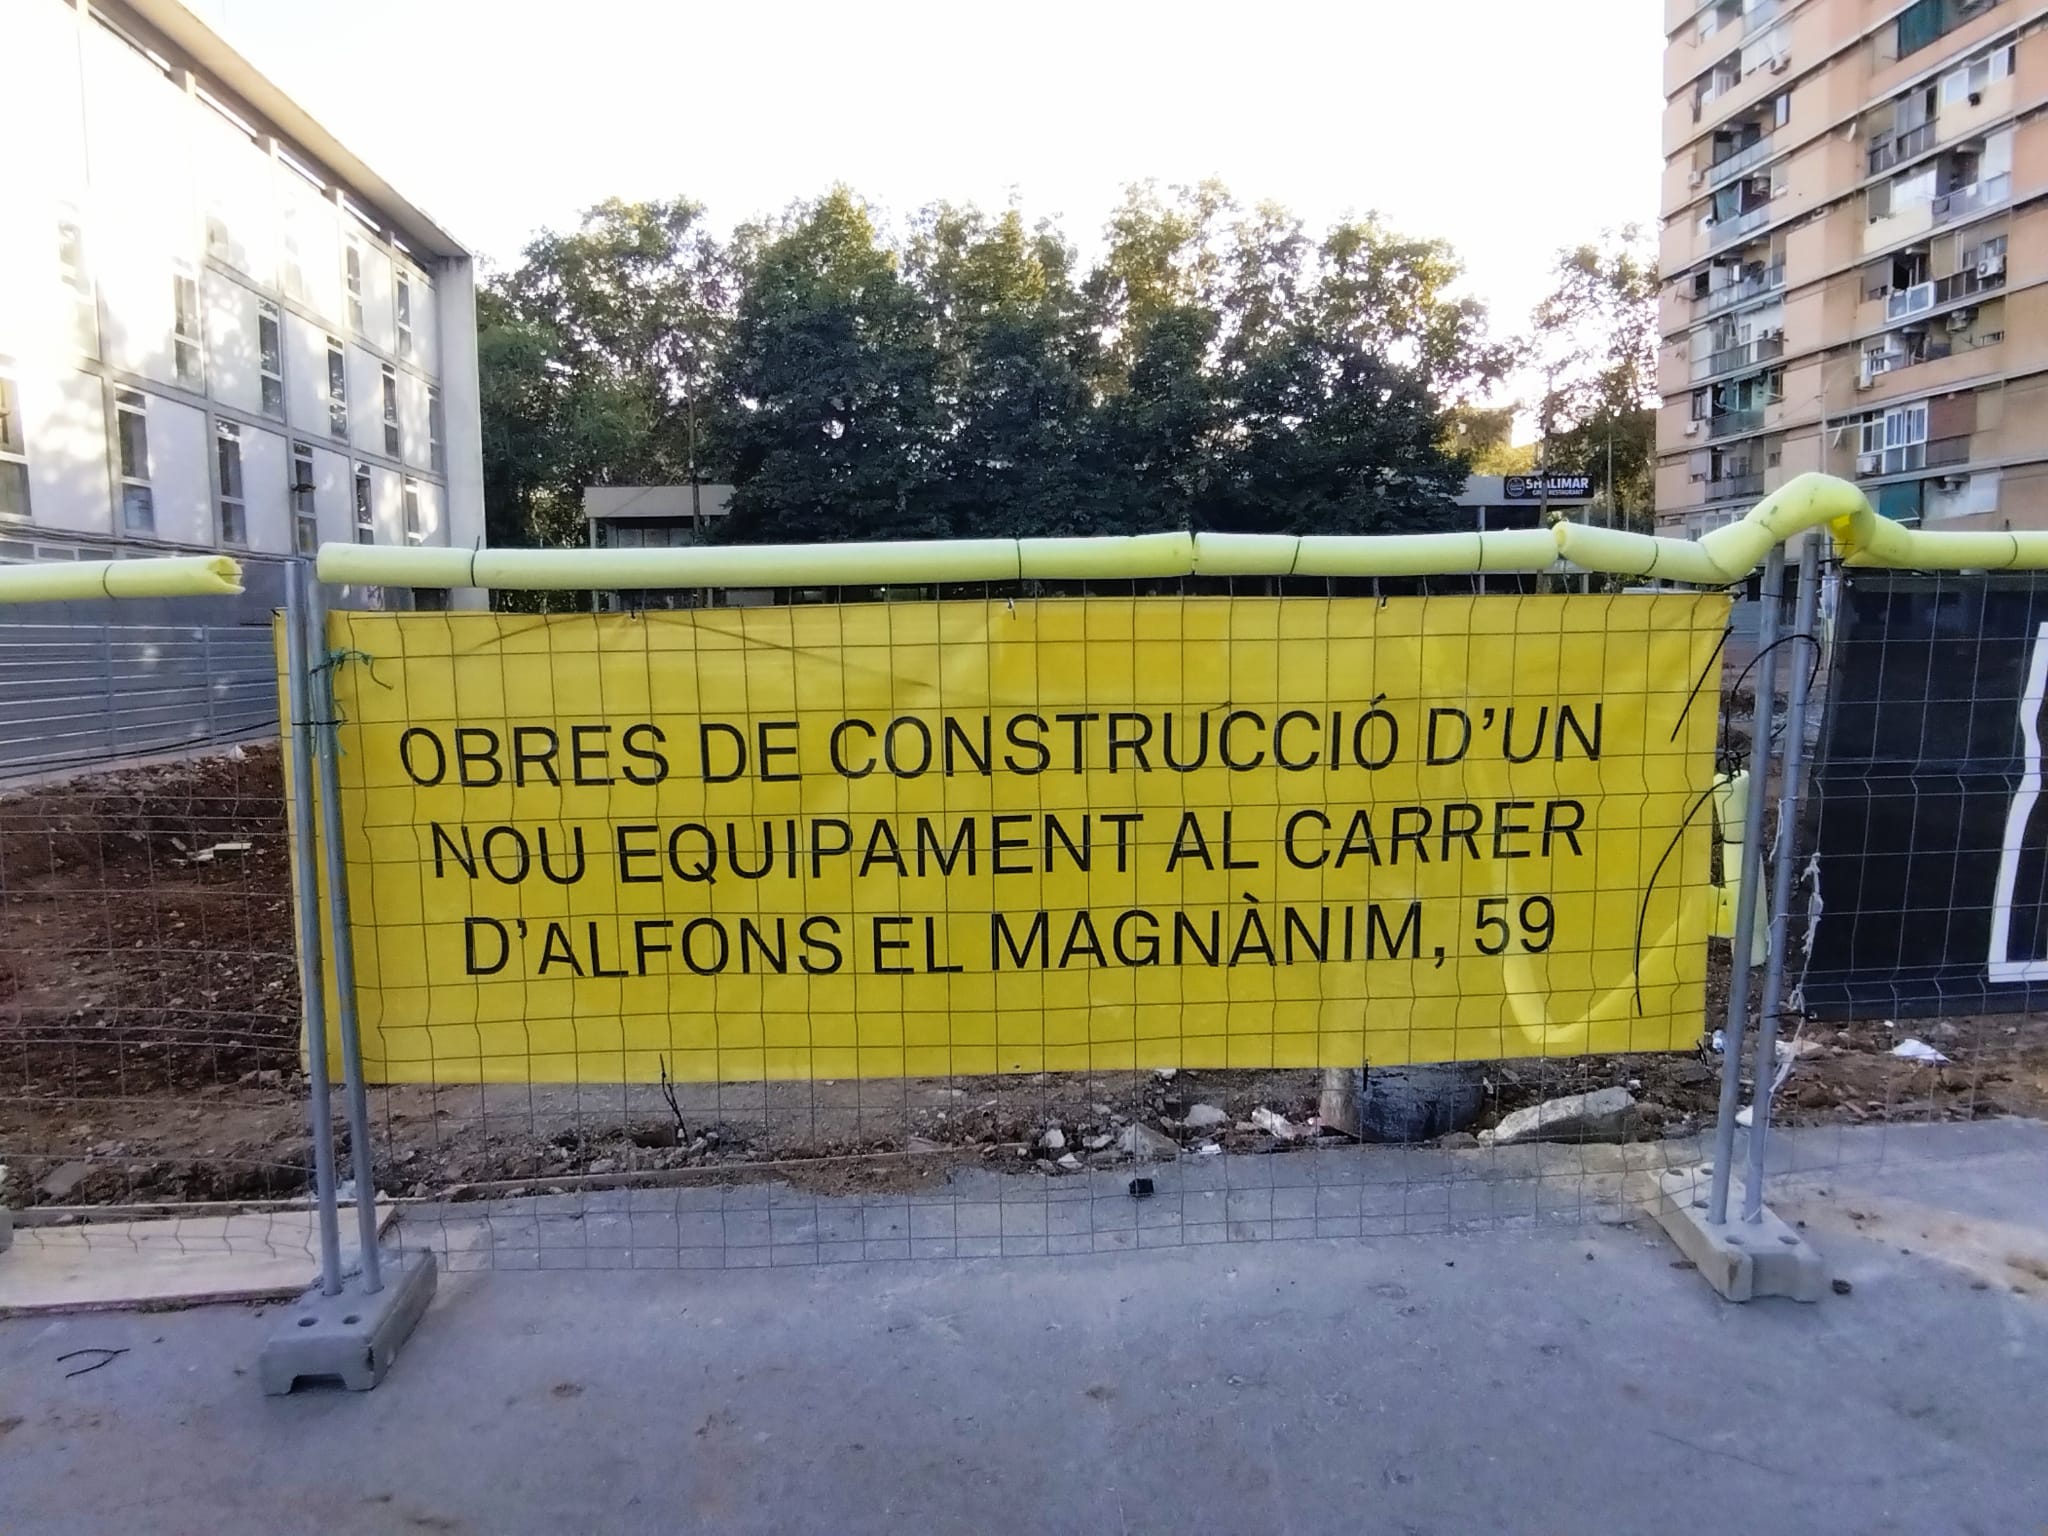 SHALIMAR
OBRES DE CONSTRUCCIÓ D'UN
NOU EQUIPAMENT AL CARRER
D'ALFONS EL MAGNÀNIM, 59